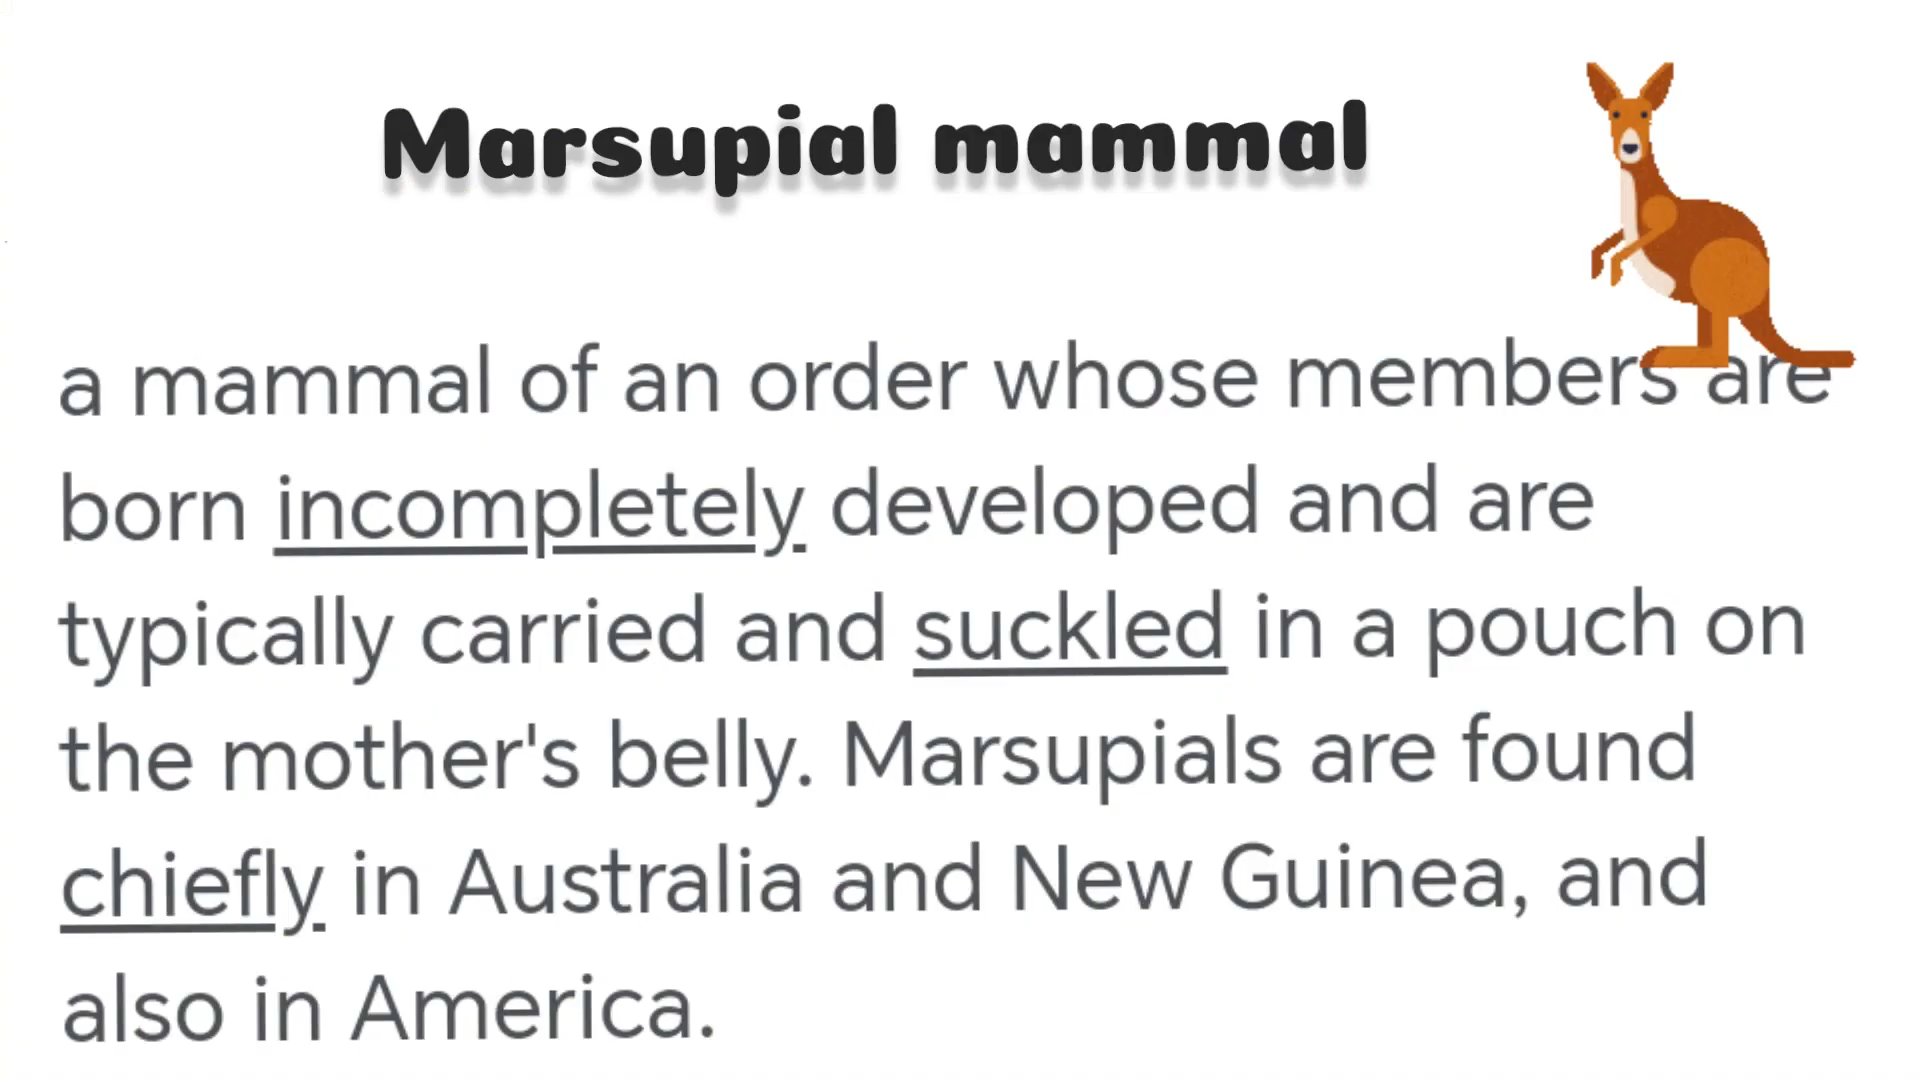 Marsupial mammal
a mammal of an order whose members are
born incompletely developed and are
typically carried and suckled in a pouch on
the mother's belly. Marsupials are found
chiefly in Australia and New Guinea, and
also in America.